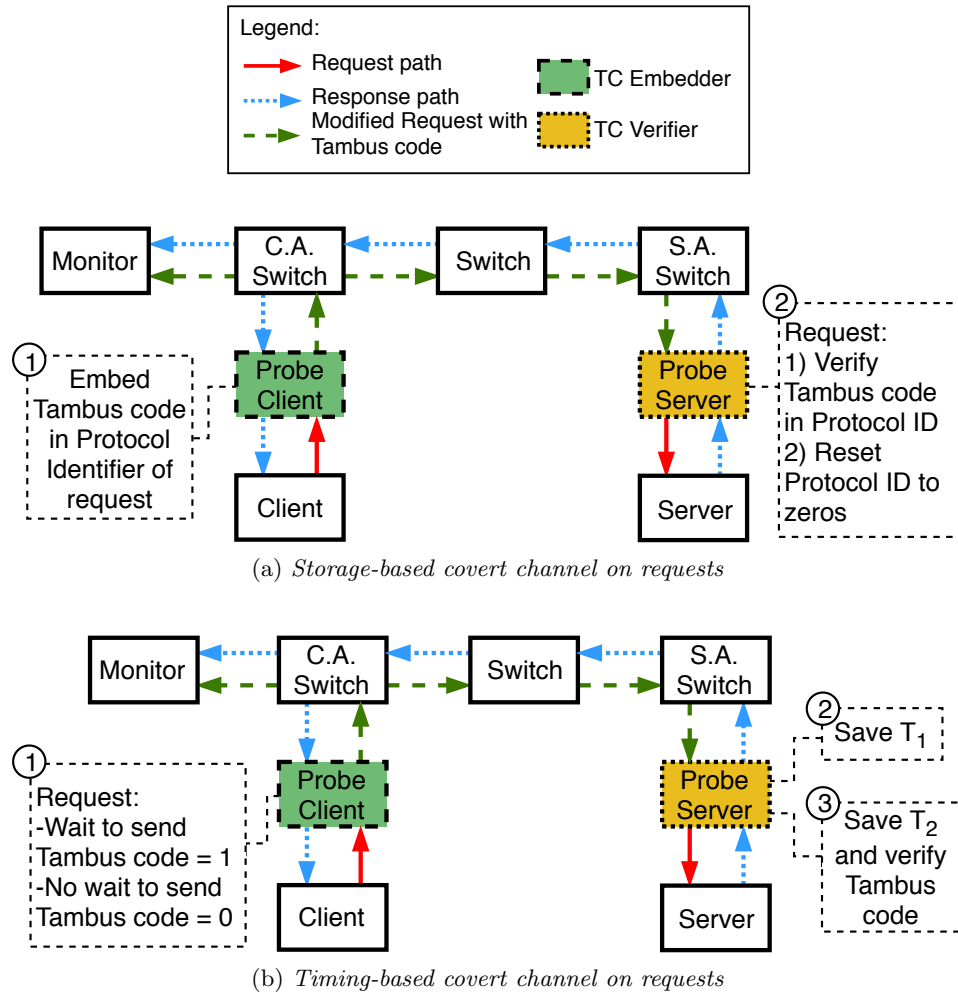 Legend:
Request path
Response path
Modified Request with
Tambus code
TC Embedder
TC Verifier
Monitor
C.A.
Switch
Switch
S.A.
Switch
1
Embed
Tambus code
in Protocol
Identifier of
request
Probe
Client
Client
Probe
Server
Server
2
Request:
1) Verify
Tambus code
in Protocol ID
2) Reset
Protocol ID to
zeros
(a) Storage-based covert channel on requests
Monitor
C.A.
Switch
Switch
S.A.
Switch
1
Request:
-Wait to send
Tambus code = 1
-No wait to send
Tambus code = 0
Probe
Client
Client
Probe
Server
Server
2
Save T1
3
Save T2
and verify
Tambus
code
(b) Timing-based covert channel on requests